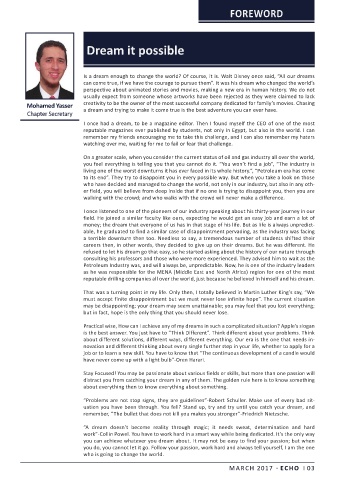 FOREWORD
Dream it possible
Mohamed Yasser
Chapter Secretary
Is a dream enough to change the world? Of course, it is. Walt Disney once said, "All our dreams
can come true, if we have the courage to pursue them". It was his dream who changed the world's
perspective about animated stories and movies, making a new era in human history. We do not
usually expect from someone whose artworks have been rejected as they were claimed to lack
creativity to be the owner of the most successful company dedicated for family's movies. Chasing
a dream and trying to make it come true is the best adventure you can ever have.
I once had a dream, to be a magazine editor. Then I found myself the CEO of one of the most
reputable magazines ever published by students, not only in Egypt, but also in the world. I can
remember my friends encouraging me to take this challenge, and I can also remember my haters
watching over me, waiting for me to fail or fear that challenge.
On a greater scale, when you consider the current status of oil and gas industry all over the world,
you feel everything is telling you that you cannot do it. "You won't find a job", "The industry is
living one of the worst downturns it has ever faced in its whole history", "Petroleum era has come
to its end". They try to disappoint you in every possible way. But when you take a look on those
who have decided and managed to change the world, not only in our industry, but also in any oth-
er field, you will believe from deep inside that if no one is trying to disappoint you, then you are
walking with the crowd; and who walks with the crowd will never make a difference.
I once listened to one of the pioneers of our industry speaking about his thirty-year journey in our
field. He joined a similar faculty like ours, expecting he would get an easy job and earn a lot of
money; the dream that everyone of us has in that stage of his life. But as life is always unpredict-
able, he graduated to find a similar case of disappointment pervading, as the industry was facing
a terrible downturn then too. Needless to say, a tremendous number of students shifted their
careers then, in other words, they decided to give up on their dreams. But he was different. He
refused to let his dream go that easy, so he started asking about the history of our nature through
consulting his professors and those who were more experienced. They advised him to wait as the
Petroleum Industry was, and will always be, unpredictable. Now, he is one of the industry leaders
as he was responsible for the MENA (Middle East and North Africa) region for one of the most
reputable drilling companies all over the world, just because he believed in himself and his dream.
That was a turning point in my life. Only then, I totally believed in Martin Luther King's say, "We
must accept finite disappointment but we must never lose infinite hope". The current situation
may be disappointing; your dream may seem unattainable; you may feel that you lost everything;
but in fact, hope is the only thing that you should never lose.
Practical wise, How can I achieve any of my dreams in such a complicated situation? Apple's slogan
is the best answer. You just have to "Think Different". Think different about your problems. Think
about different solutions, different ways, different everything. Our era is the one that needs in-
novation and different thinking about every single further step in your life, whether to apply for a
job or to learn a new skill. You have to know that "The continuous development of a candle would
have never come up with a light bulb"-Oren Harari.
Stay Focused! You may be passionate about various fields or skills, but more than one passion will
distract you from catching your dream in any of them. The golden rule here is to know something
about everything then to know everything about something.
"Problems are not stop signs, they are guidelines"-Robert Schuller. Make use of every bad sit-
uation you have been through. You fell? Stand up, try and try until you catch your dream, and
remember, "The bullet that does not kill you makes you stronger"-Friedrich Nietzsche.
"A dream doesn't become reality through magic; it needs sweat, determination and hard
work"-Collin Powell. You have to work hard in a smart way while being dedicated. It's the only way
you can achieve whatever you dream about, it may not be easy to find your passion; but when
you do, you cannot let it go. Follow your passion, work hard and always tell yourself, I am the one
who is going to change the world.
MARCH 2017 - ECHO | 03